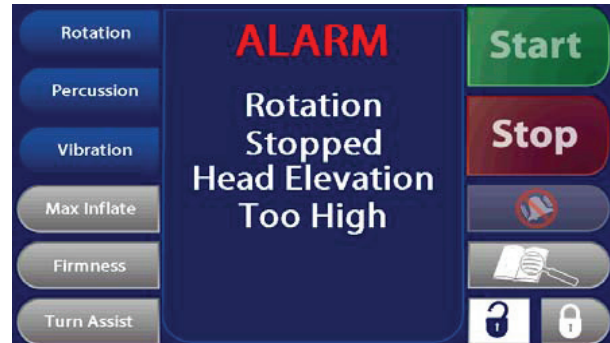 Rotation
Percussion
Vibration
Max Inflate
Firmness
Turn Assist
ALARM
Rotation
Stopped
Head Elevation
Too High
Start
Stop